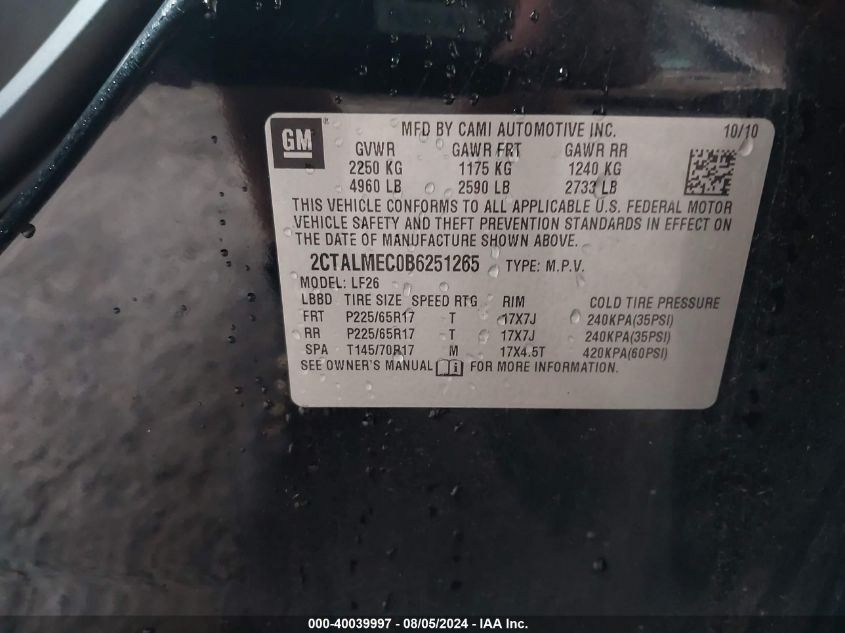 GM
MFD BY CAMI AUTOMOTIVE INC. 10/10
GVWR GAWR FRT GAWR RR
2250 KG 1175 KG 1240 KG
4960 LB 2590 LB 2733 LB
THIS VEHICLE CONFORMS TO ALL APPLICABLE U.S. FEDERAL MOTOR
VEHICLE SAFETY AND THEFT PREVENTION STANDARDS IN EFFECT ON
THE DATE OF MANUFACTURE SHOWN ABOVE.
2CTALMEC0B6251265 TYPE: M.P.V.
MODEL: LF26
LBBD TIRE SIZE SPEED RTG RIM COLD TIRE PRESSURE
FRT P225/65R17 T 17X7J 240KPA(35PSI)
RR P225/65R17 T 17X7J 240KPA(35PSI)
SPA T145/70R17 M 17X4.5T 420KPA(60PSI)
SEE OWNER'S MANUAL i FOR MORE INFORMATION.
000-40039997 - 08/05/2024 - IAA Inc.